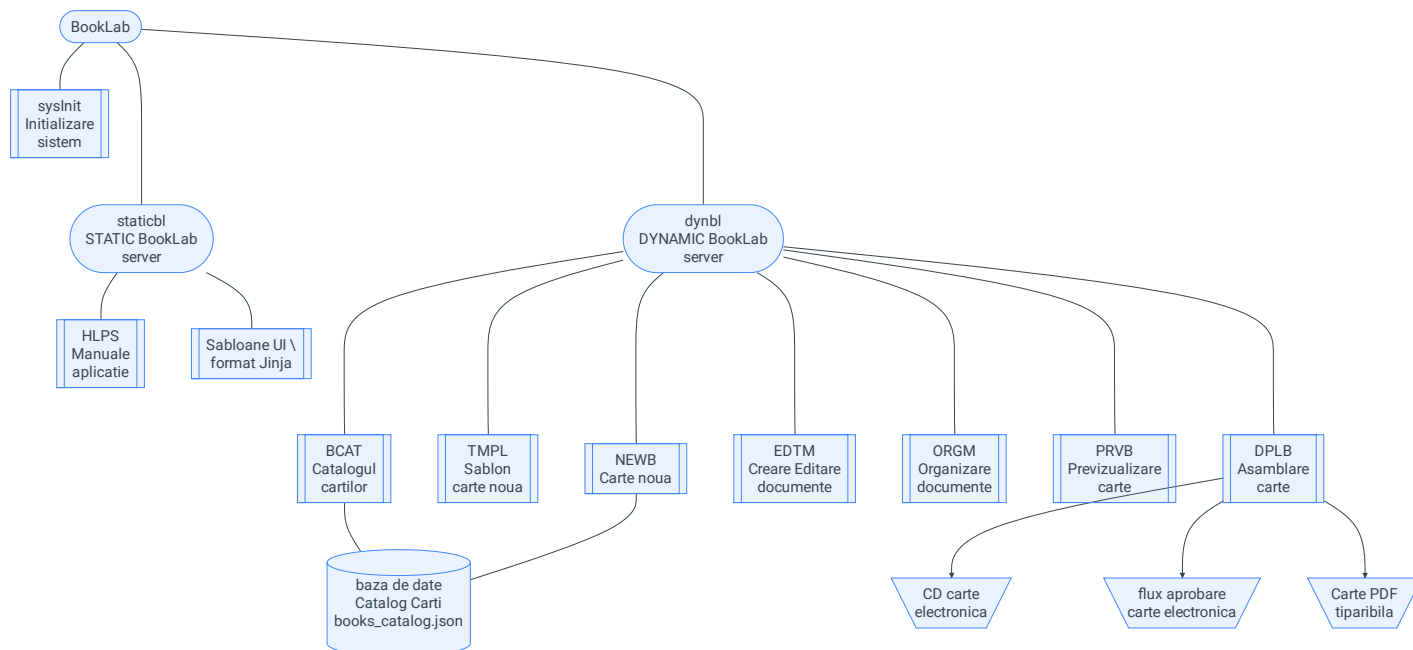 BookLab
sysInit
Initializare
sistem
staticbl
STATIC BookLab
server
dynbl
DYNAMIC BookLab
server
HLPS
Manuale
aplicatie
Sabloane UI \
format Jinja
BCAT
Catalogul
cartilor
TMPL
Sablon
carte noua
NEWB
Carte noua
EDTM
Creare Editare
documente
ORGM
Organizare
documente
PRVB
Previzualizare
carte
DPLB
Asamblare
carte
baza de date
Catalog Carti
books_catalog.json
CD carte
electronica
flux aprobare
carte electronica
Carte PDF
tiparibila